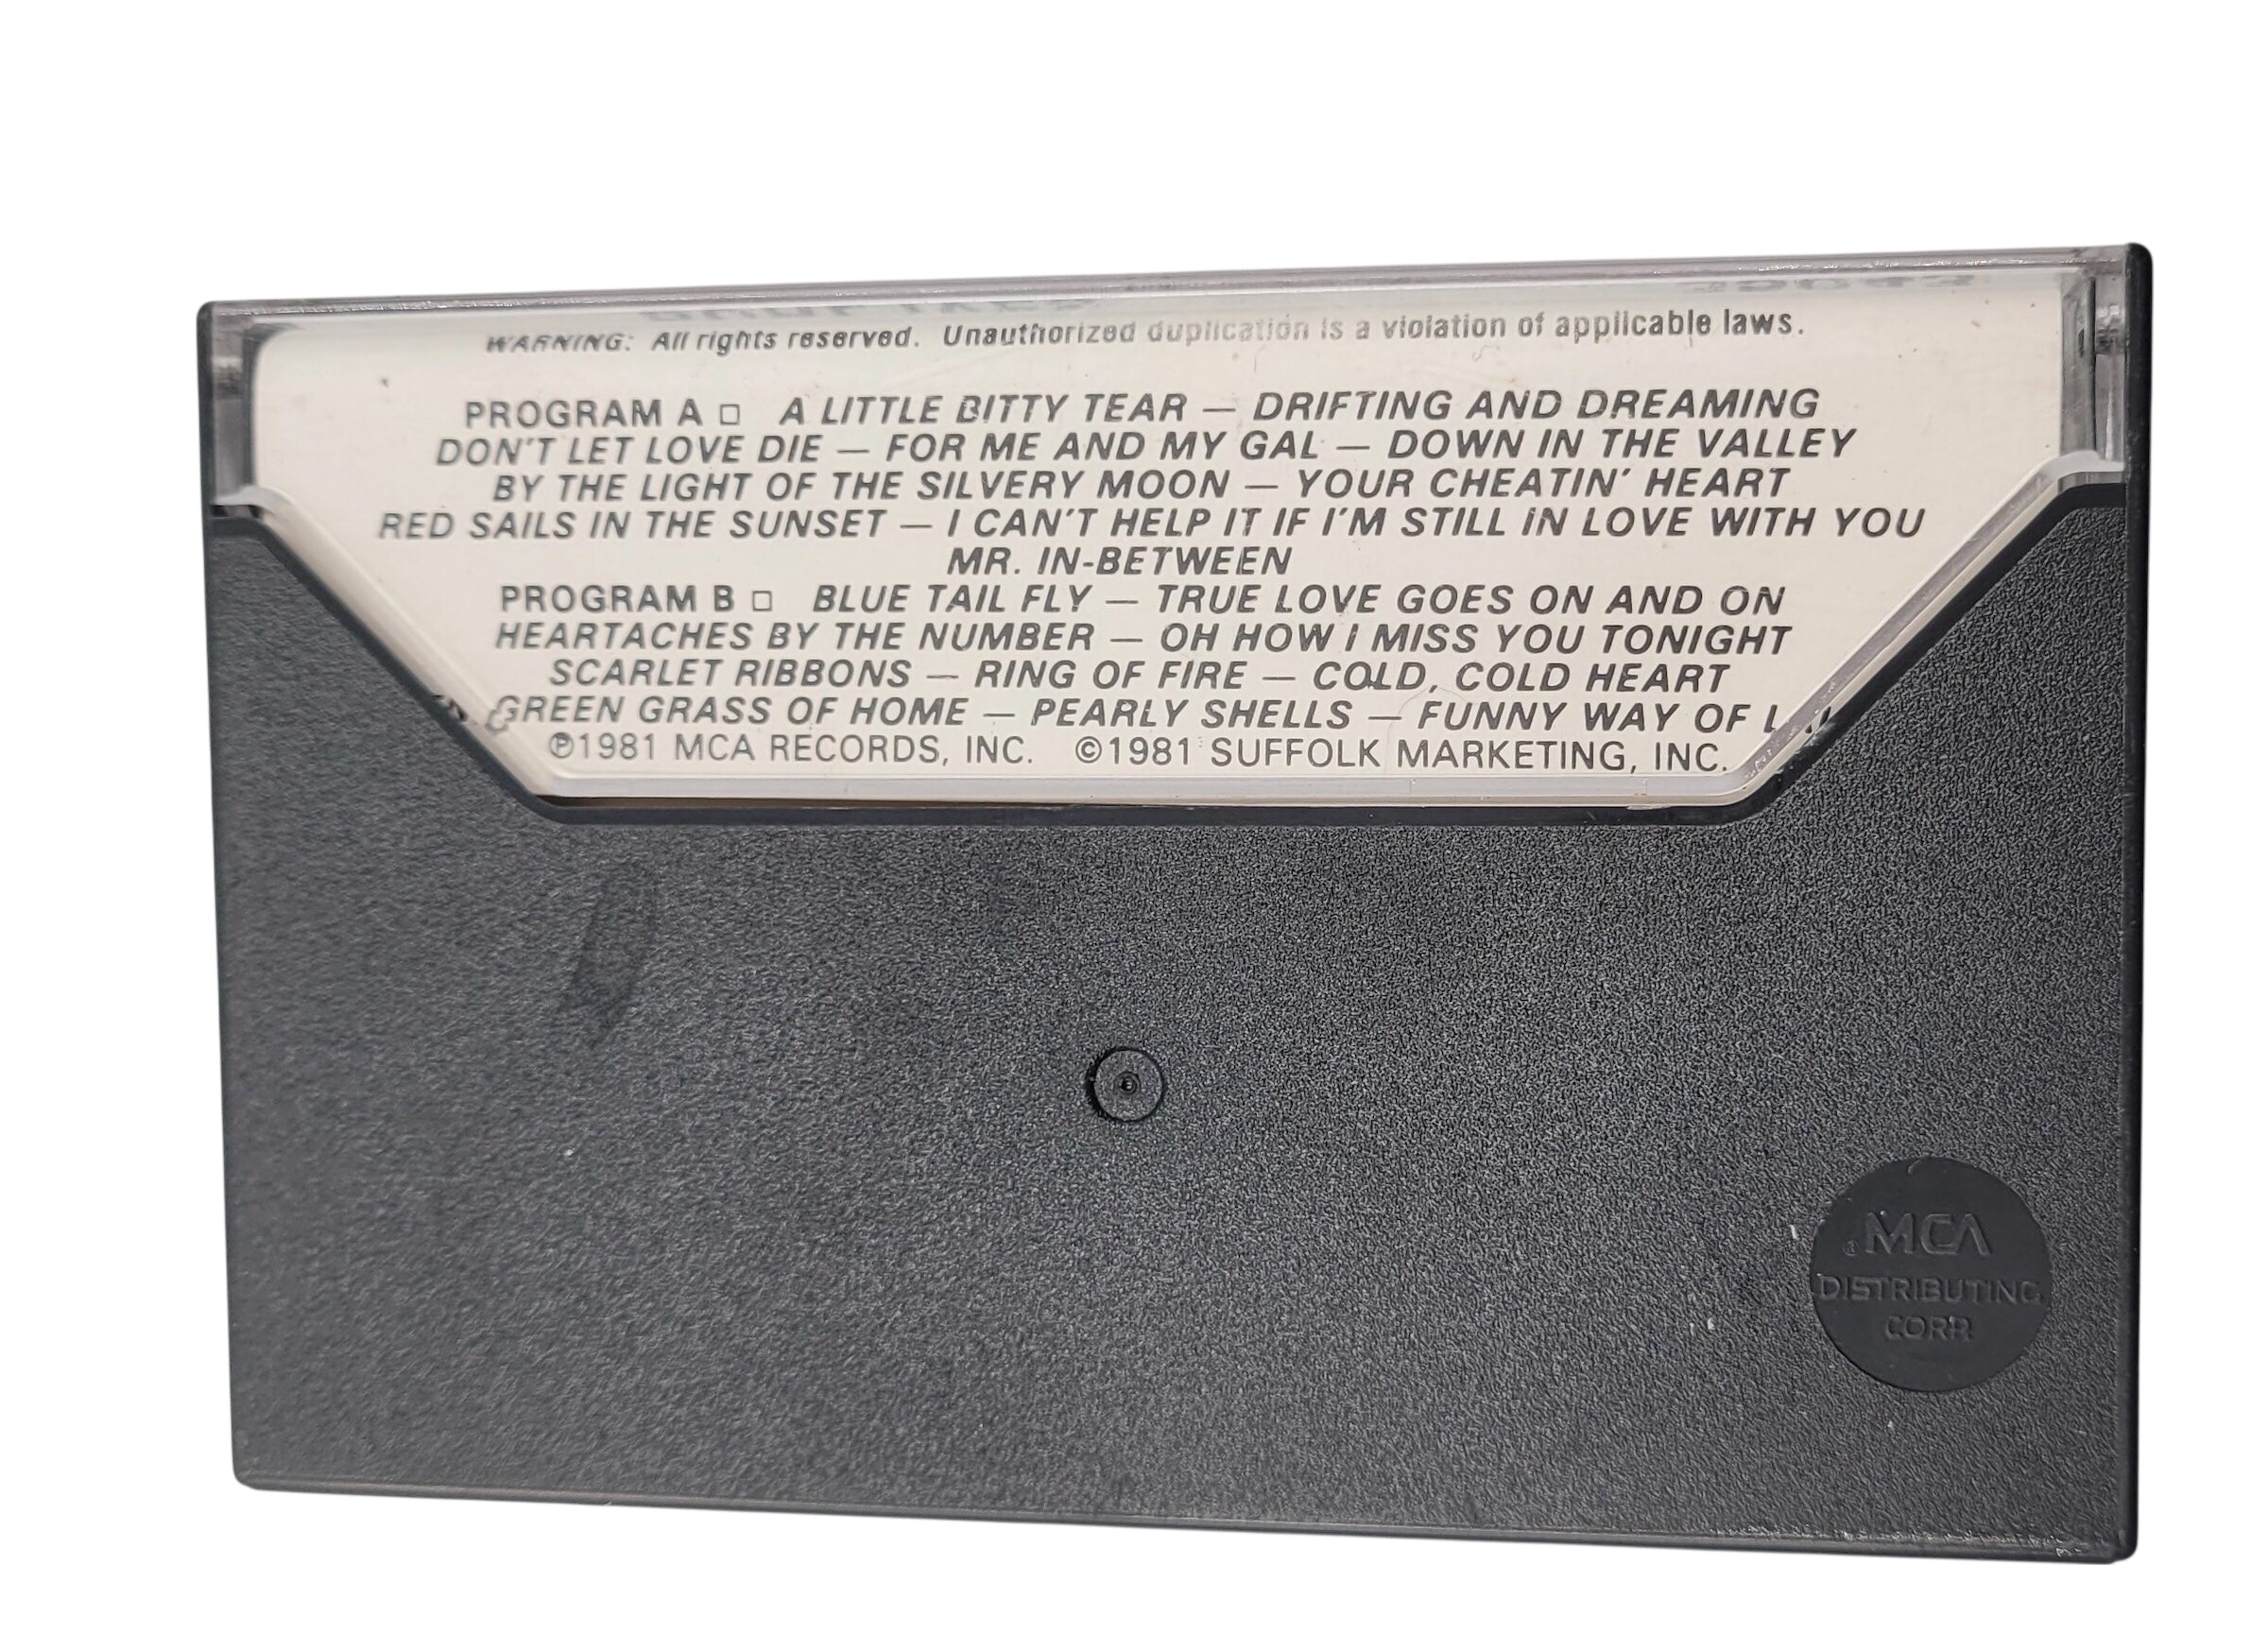 WARNING: All rights reserved. Unauthorized duplication is a violation of applicable laws.
PROGRAM A □ A LITTLE BITTY TEAR — DRIFTING AND DREAMING
DON'T LET LOVE DIE — FOR ME AND MY GAL — DOWN IN THE VALLEY
BY THE LIGHT OF THE SILVERY MOON — YOUR CHEATIN' HEART
RED SAILS IN THE SUNSET — I CAN'T HELP IT IF I'M STILL IN LOVE WITH YOU
MR. IN-BETWEEN
PROGRAM B □ BLUE TAIL FLY — TRUE LOVE GOES ON AND ON
HEARTACHES BY THE NUMBER — OH HOW I MISS YOU TONIGHT
SCARLET RIBBONS — RING OF FIRE — COLD, COLD HEART
GREEN GRASS OF HOME — PEARLY SHELLS — FUNNY WAY OF
℗1981 MCA RECORDS, INC. ©1981 SUFFOLK MARKETING, INC.
®MCA
DISTRIBUTING
CORP